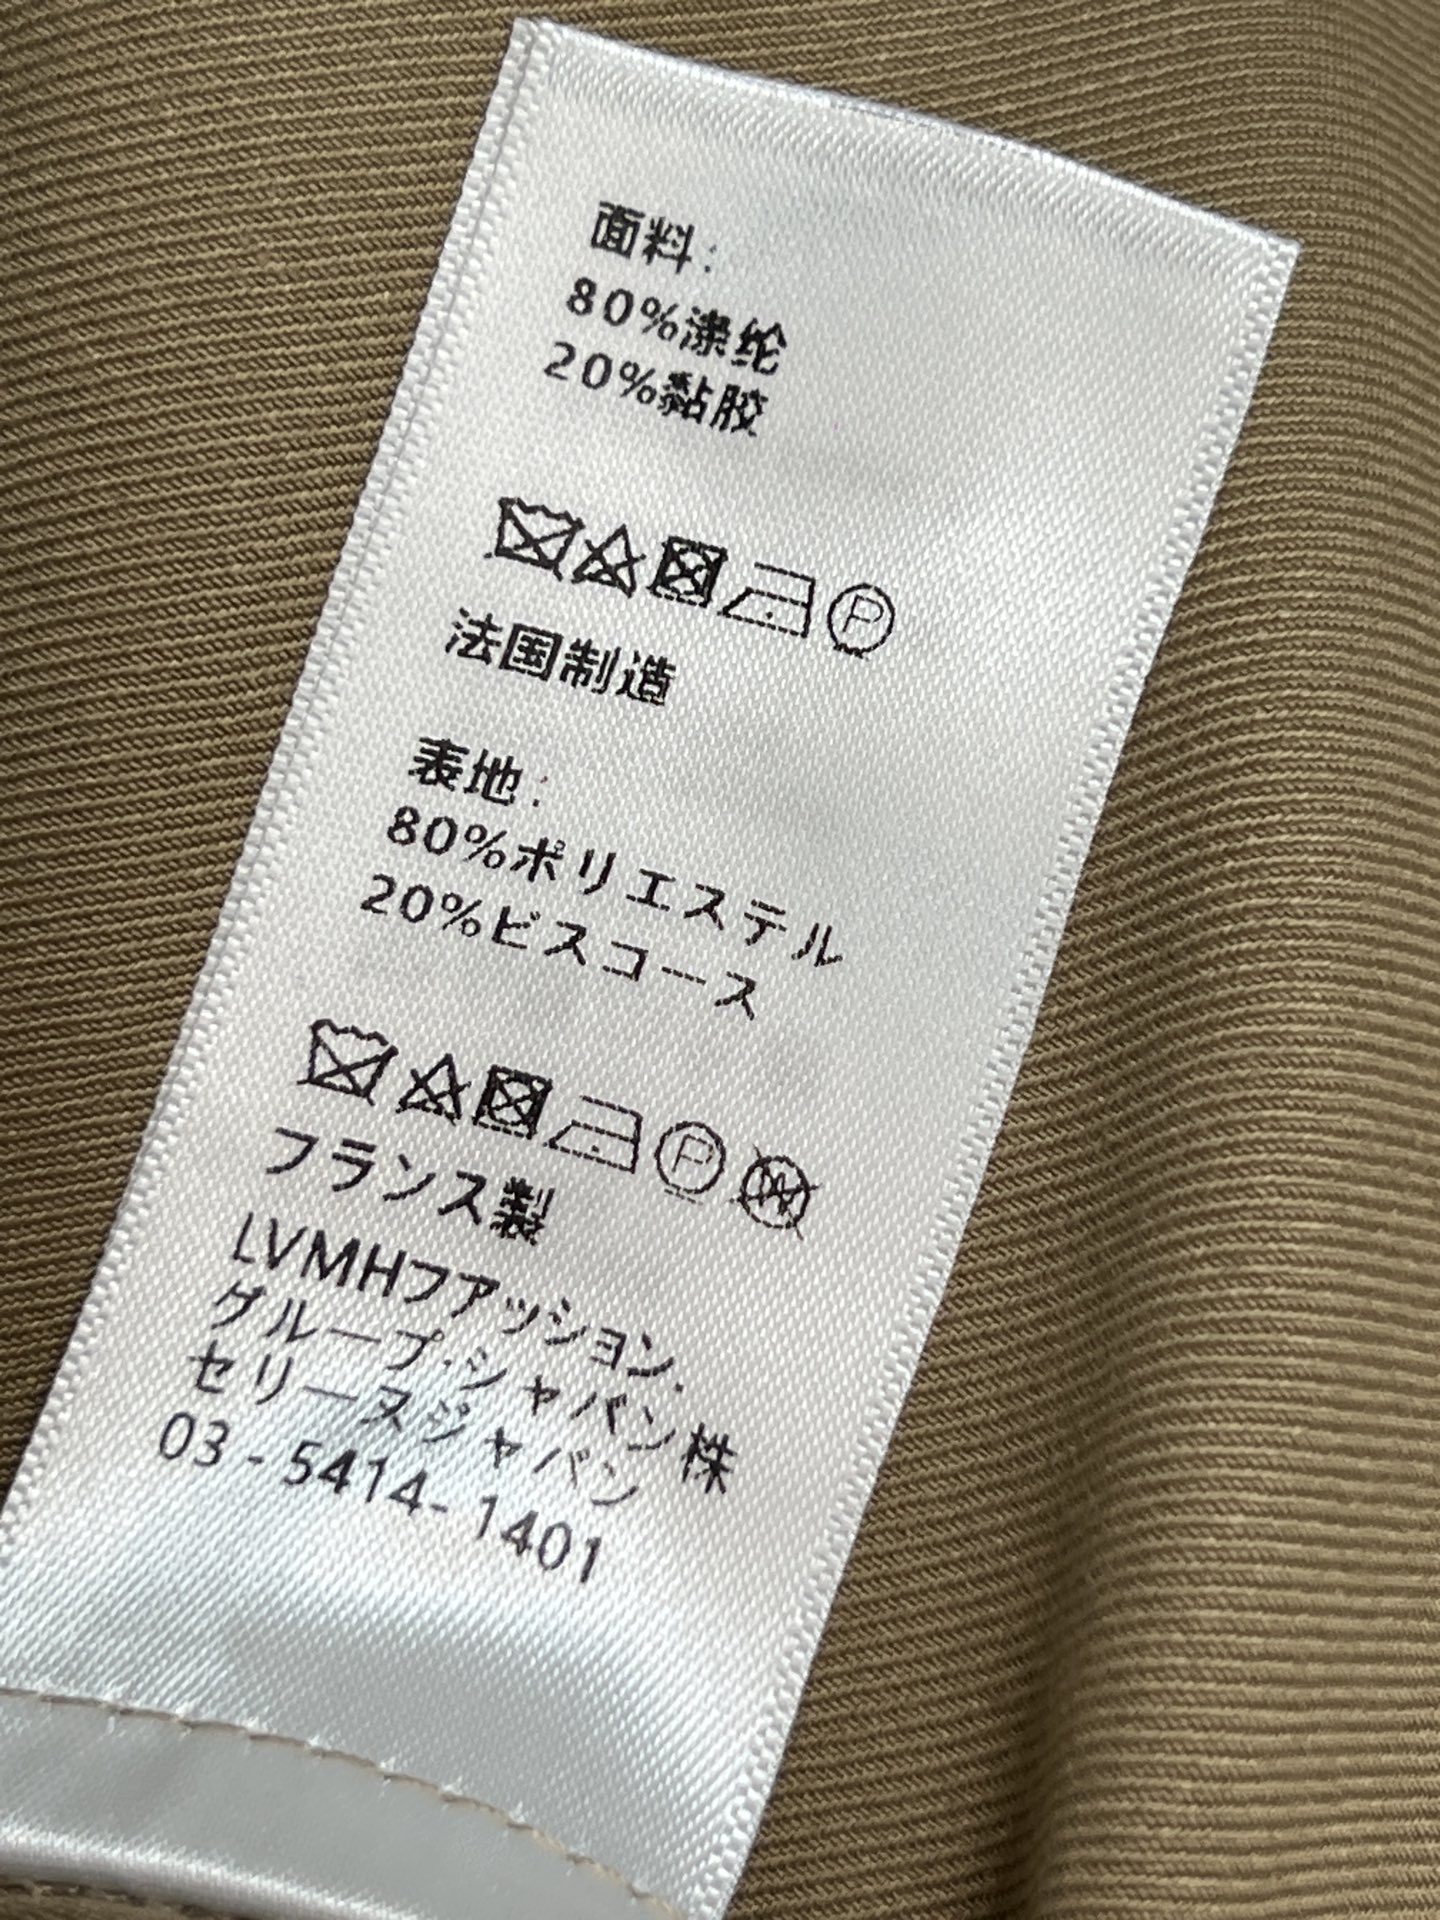 面料:
80%涤纶
20%黏胶
P
法国制造
表地:
80%ポリエステル
20%ビスコース
P W
フランス製
LVMHファッション.
グループ.シャパン株
セリーヌジャパン
03-5414-1401